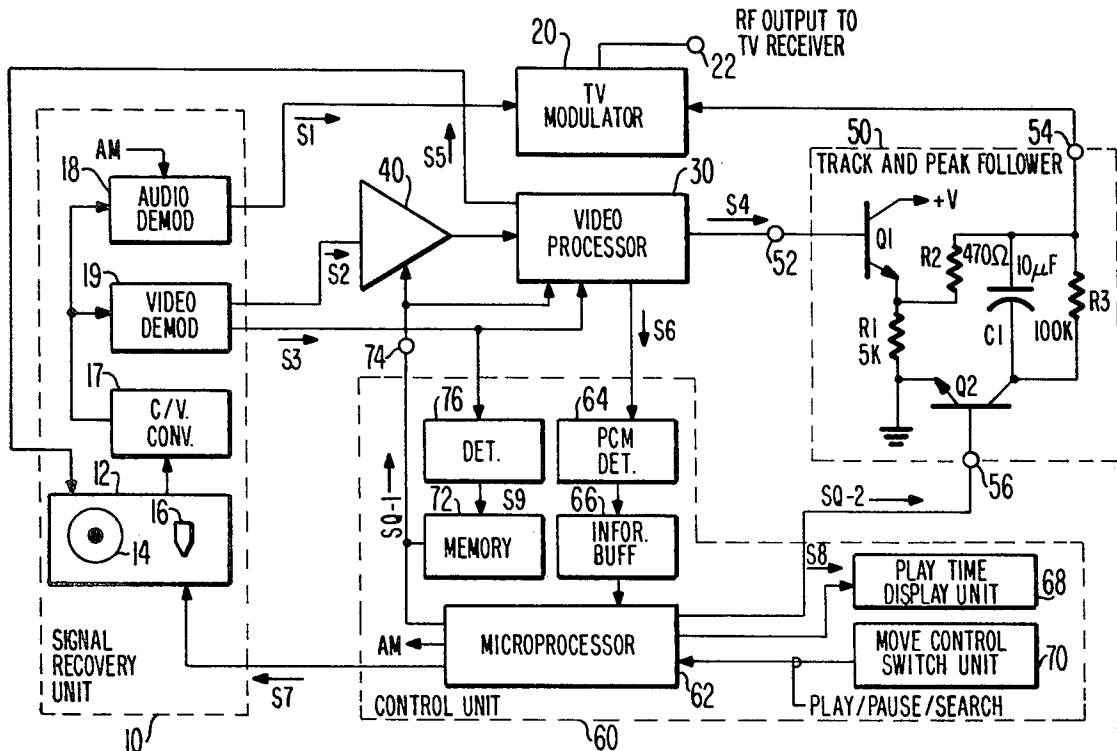 RF OUTPUT TO
TV RECEIVER
20
22
TV
MODULATOR
S1
S5
AM
18
AUDIO
DEMOD
40
30
VIDEO
PROCESSOR
S4
52
50
54
TRACK AND PEAK FOLLOWER
+V
Q1
R2
470Ω
10μF
C1
R3
100K
R1
5K
Q2
56
SQ-2
19
VIDEO
DEMOD
S2
S3
S6
74
17
C/V.
CONV.
76
DET.
64
PCM
DET.
12
14
16
SQ-1
72
S9
MEMORY
66
INFOR.
BUFF
S8
PLAY TIME
DISPLAY UNIT
68
MICROPROCESSOR
62
AM
MOVE CONTROL
SWITCH UNIT
70
SIGNAL
RECOVERY
UNIT
S7
CONTROL UNIT
PLAY/PAUSE/SEARCH
10
60